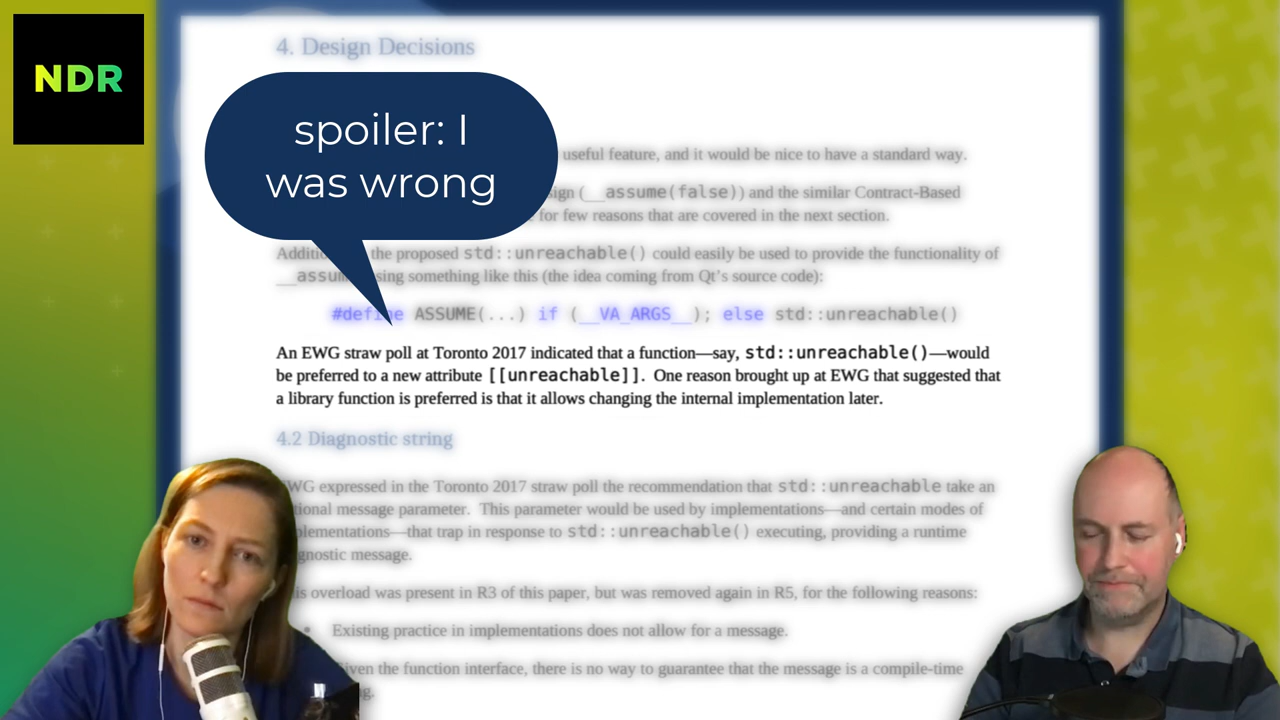 NDR
4. Design Decisions
spoiler: I
was wrong
useful feature, and it would be nice to have a standard way.
sign (__assume(false)) and the similar Contract-Based
for few reasons that are covered in the next section.
the proposed std::unreachable() could easily be used to provide the functionality of
using something like this (the idea coming from Qt's source code):
#define ASSUME(...) if (__VA_ARGS__); else std::unreachable()
An EWG straw poll at Toronto 2017 indicated that a function—say, std::unreachable()—would
be preferred to a new attribute [[unreachable]]. One reason brought up at EWG that suggested that
a library function is preferred is that it allows changing the internal implementation later.
4.2 Diagnostic string
EWG expressed in the Toronto 2017 straw poll the recommendation that std::unreachable take an
tional message parameter. This parameter would be used by implementations—and certain modes of
plementations—that trap in response to std::unreachable() executing, providing a runtime
gnostic message.
is overload was present in R3 of this paper, but was removed again in R5, for the following reasons:
• Existing practice in implementations does not allow for a message.
iven the function interface, there is no way to guarantee that the message is a compile-time